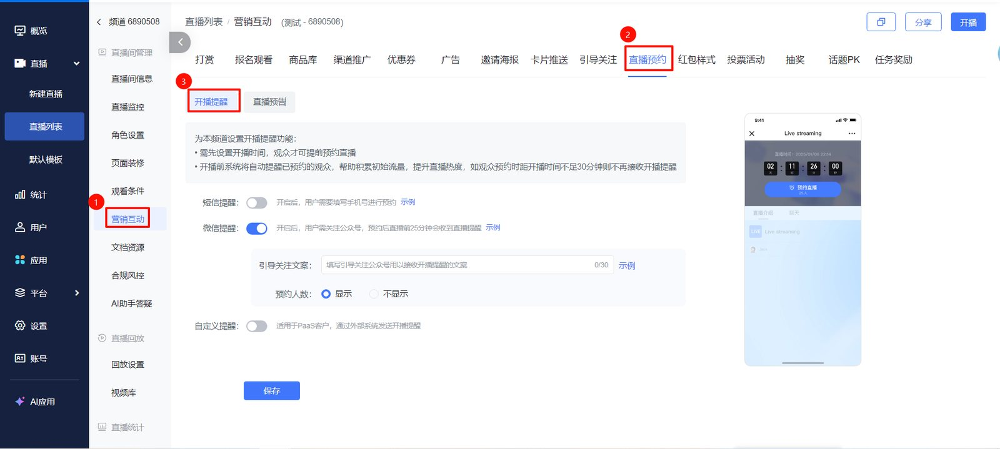 概览
直播
新建直播
直播列表
默认模板
统计
用户
应用
平台
设置
账号
AI应用
频道 6890508
直播间管理
直播间信息
直播监控
角色设置
页面装修
观看条件
1
营销互动
文档资源
合规风控
AI助手答疑
直播回放
回放设置
视频库
直播统计
直播列表 / 营销互动 (测试 - 6890508)
分享
开播
2
打赏 报名观看 商品库 渠道推广 优惠券 广告 邀请海报 卡片推送 引导关注 直播预约 红包样式 投票活动 抽奖 话题PK 任务奖励
3
开播提醒 直播预告
为本频道设置开播提醒功能：
• 需先设置开播时间，观众才可提前预约直播
• 开播前系统将自动提醒已预约的观众，帮助积累初始流量，提升直播热度，如观众预约时距开播时间不足30分钟则不再接收开播提醒
短信提醒： 开启后，用户需要填写手机号进行预约 示例
微信提醒： 开启后，用户需关注公众号，预约后直播前25分钟会收到直播提醒 示例
引导关注文案： 填写引导关注公众号用以接收开播提醒的文案 0/30 示例
预约人数： 显示 不显示
自定义提醒： 适用于PaaS客户，通过外部系统发送开播提醒
保存
9:41
Live streaming
直播时间：2025/01/06 22:14
02 : 11 : 26 : 00
天 时 分 秒
预约直播
25人
直播介绍 聊天
LIVE Live streaming
Jack